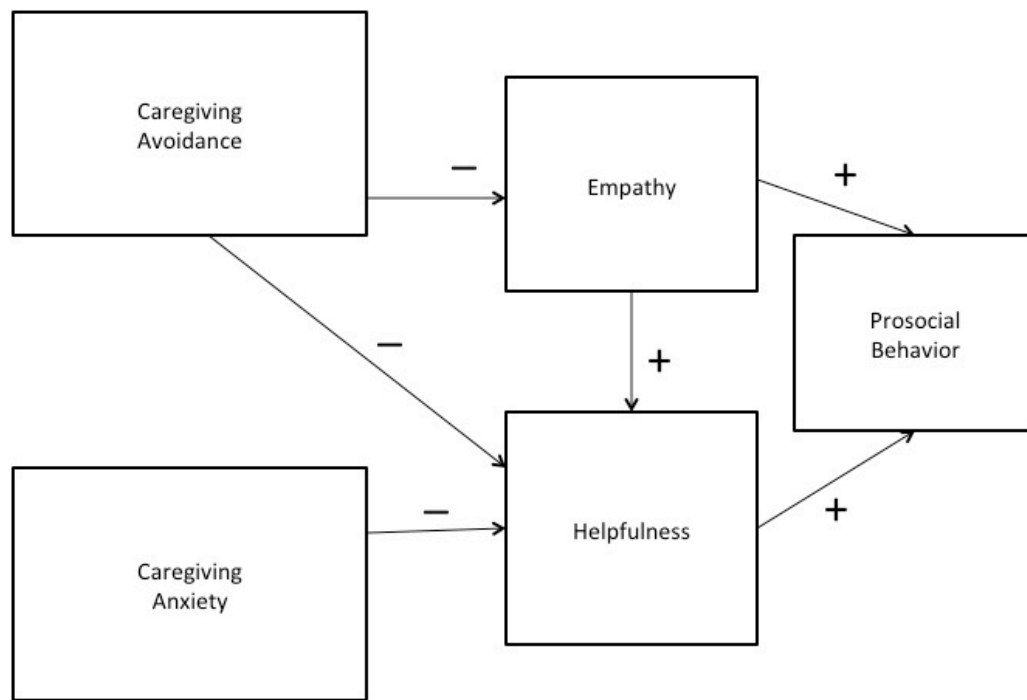 Caregiving
Avoidance
–
Empathy
+
Prosocial
Behavior
–
+
Caregiving
Anxiety
–
Helpfulness
+